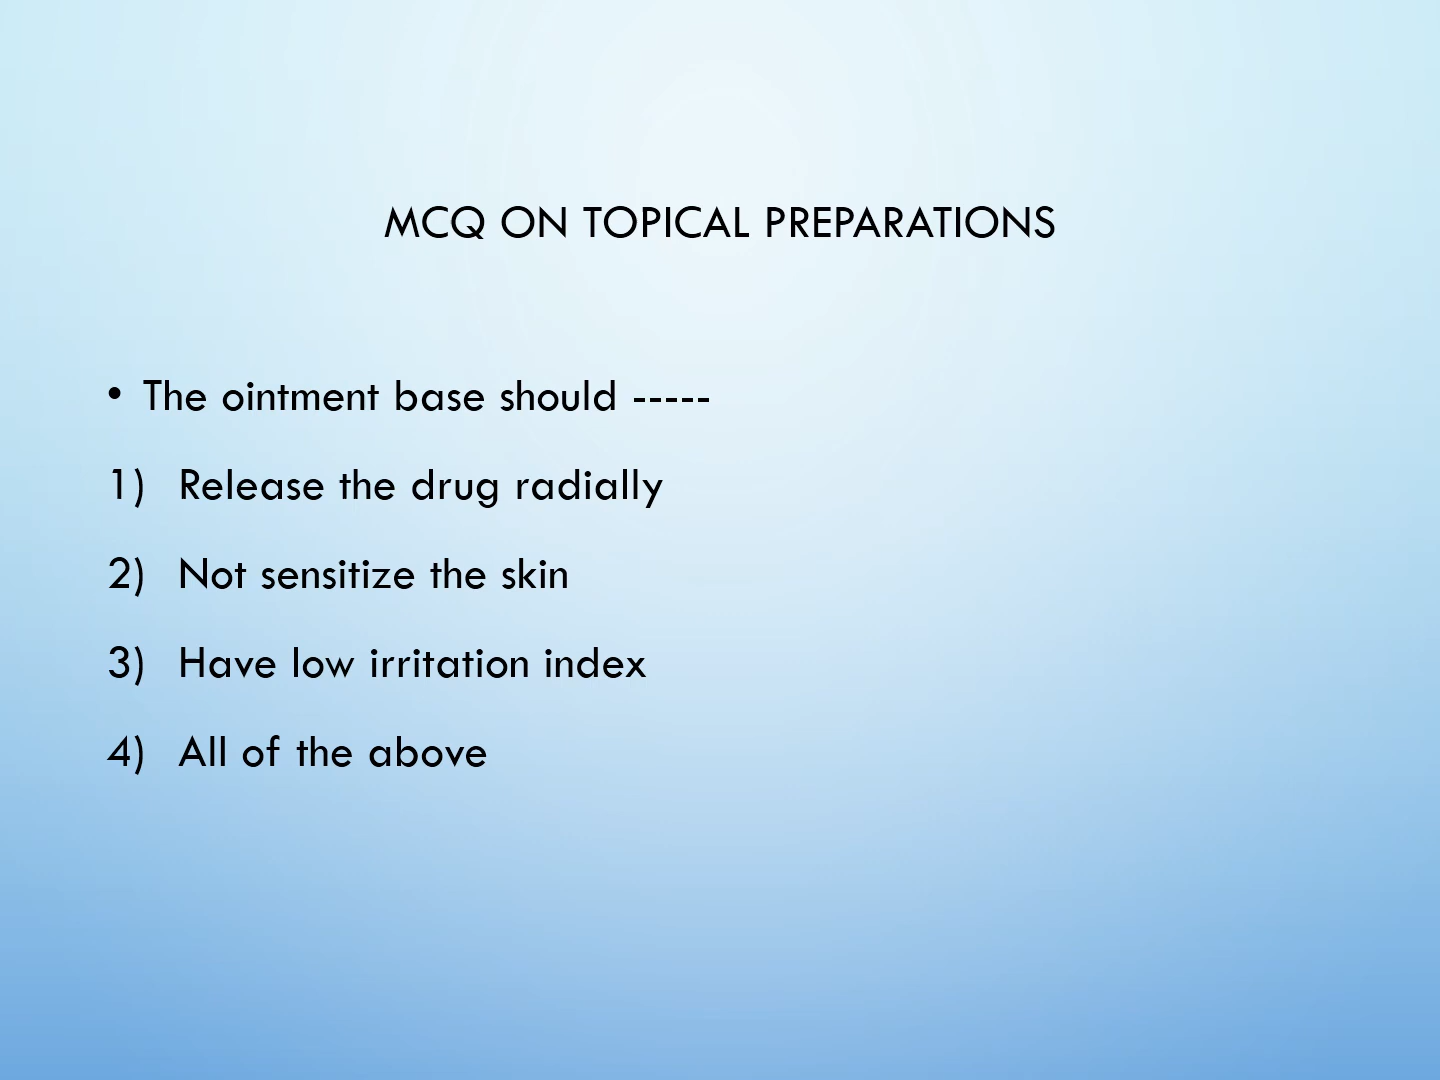 MCQ ON TOPICAL PREPARATIONS
• The ointment base should -----
1) Release the drug radially
2) Not sensitize the skin
3) Have low irritation index
4) All of the above